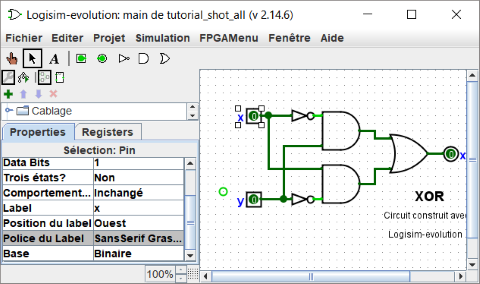 Logisim-evolution: main de tutorial_shot_all (v 2.14.6)
Fichier Editer Projet Simulation FPGAMenu Fenêtre Aide
A
Cablage
Properties Registers
Sélection: Pin
Data Bits 1
Trois états? Non
Comportement... Inchangé
Label x
Position du label Ouest
Police du Label SansSerif Gras...
Base Binaire
100%
x 0
y 0
0 x
XOR
Circuit construit avec
Logisim-evolution